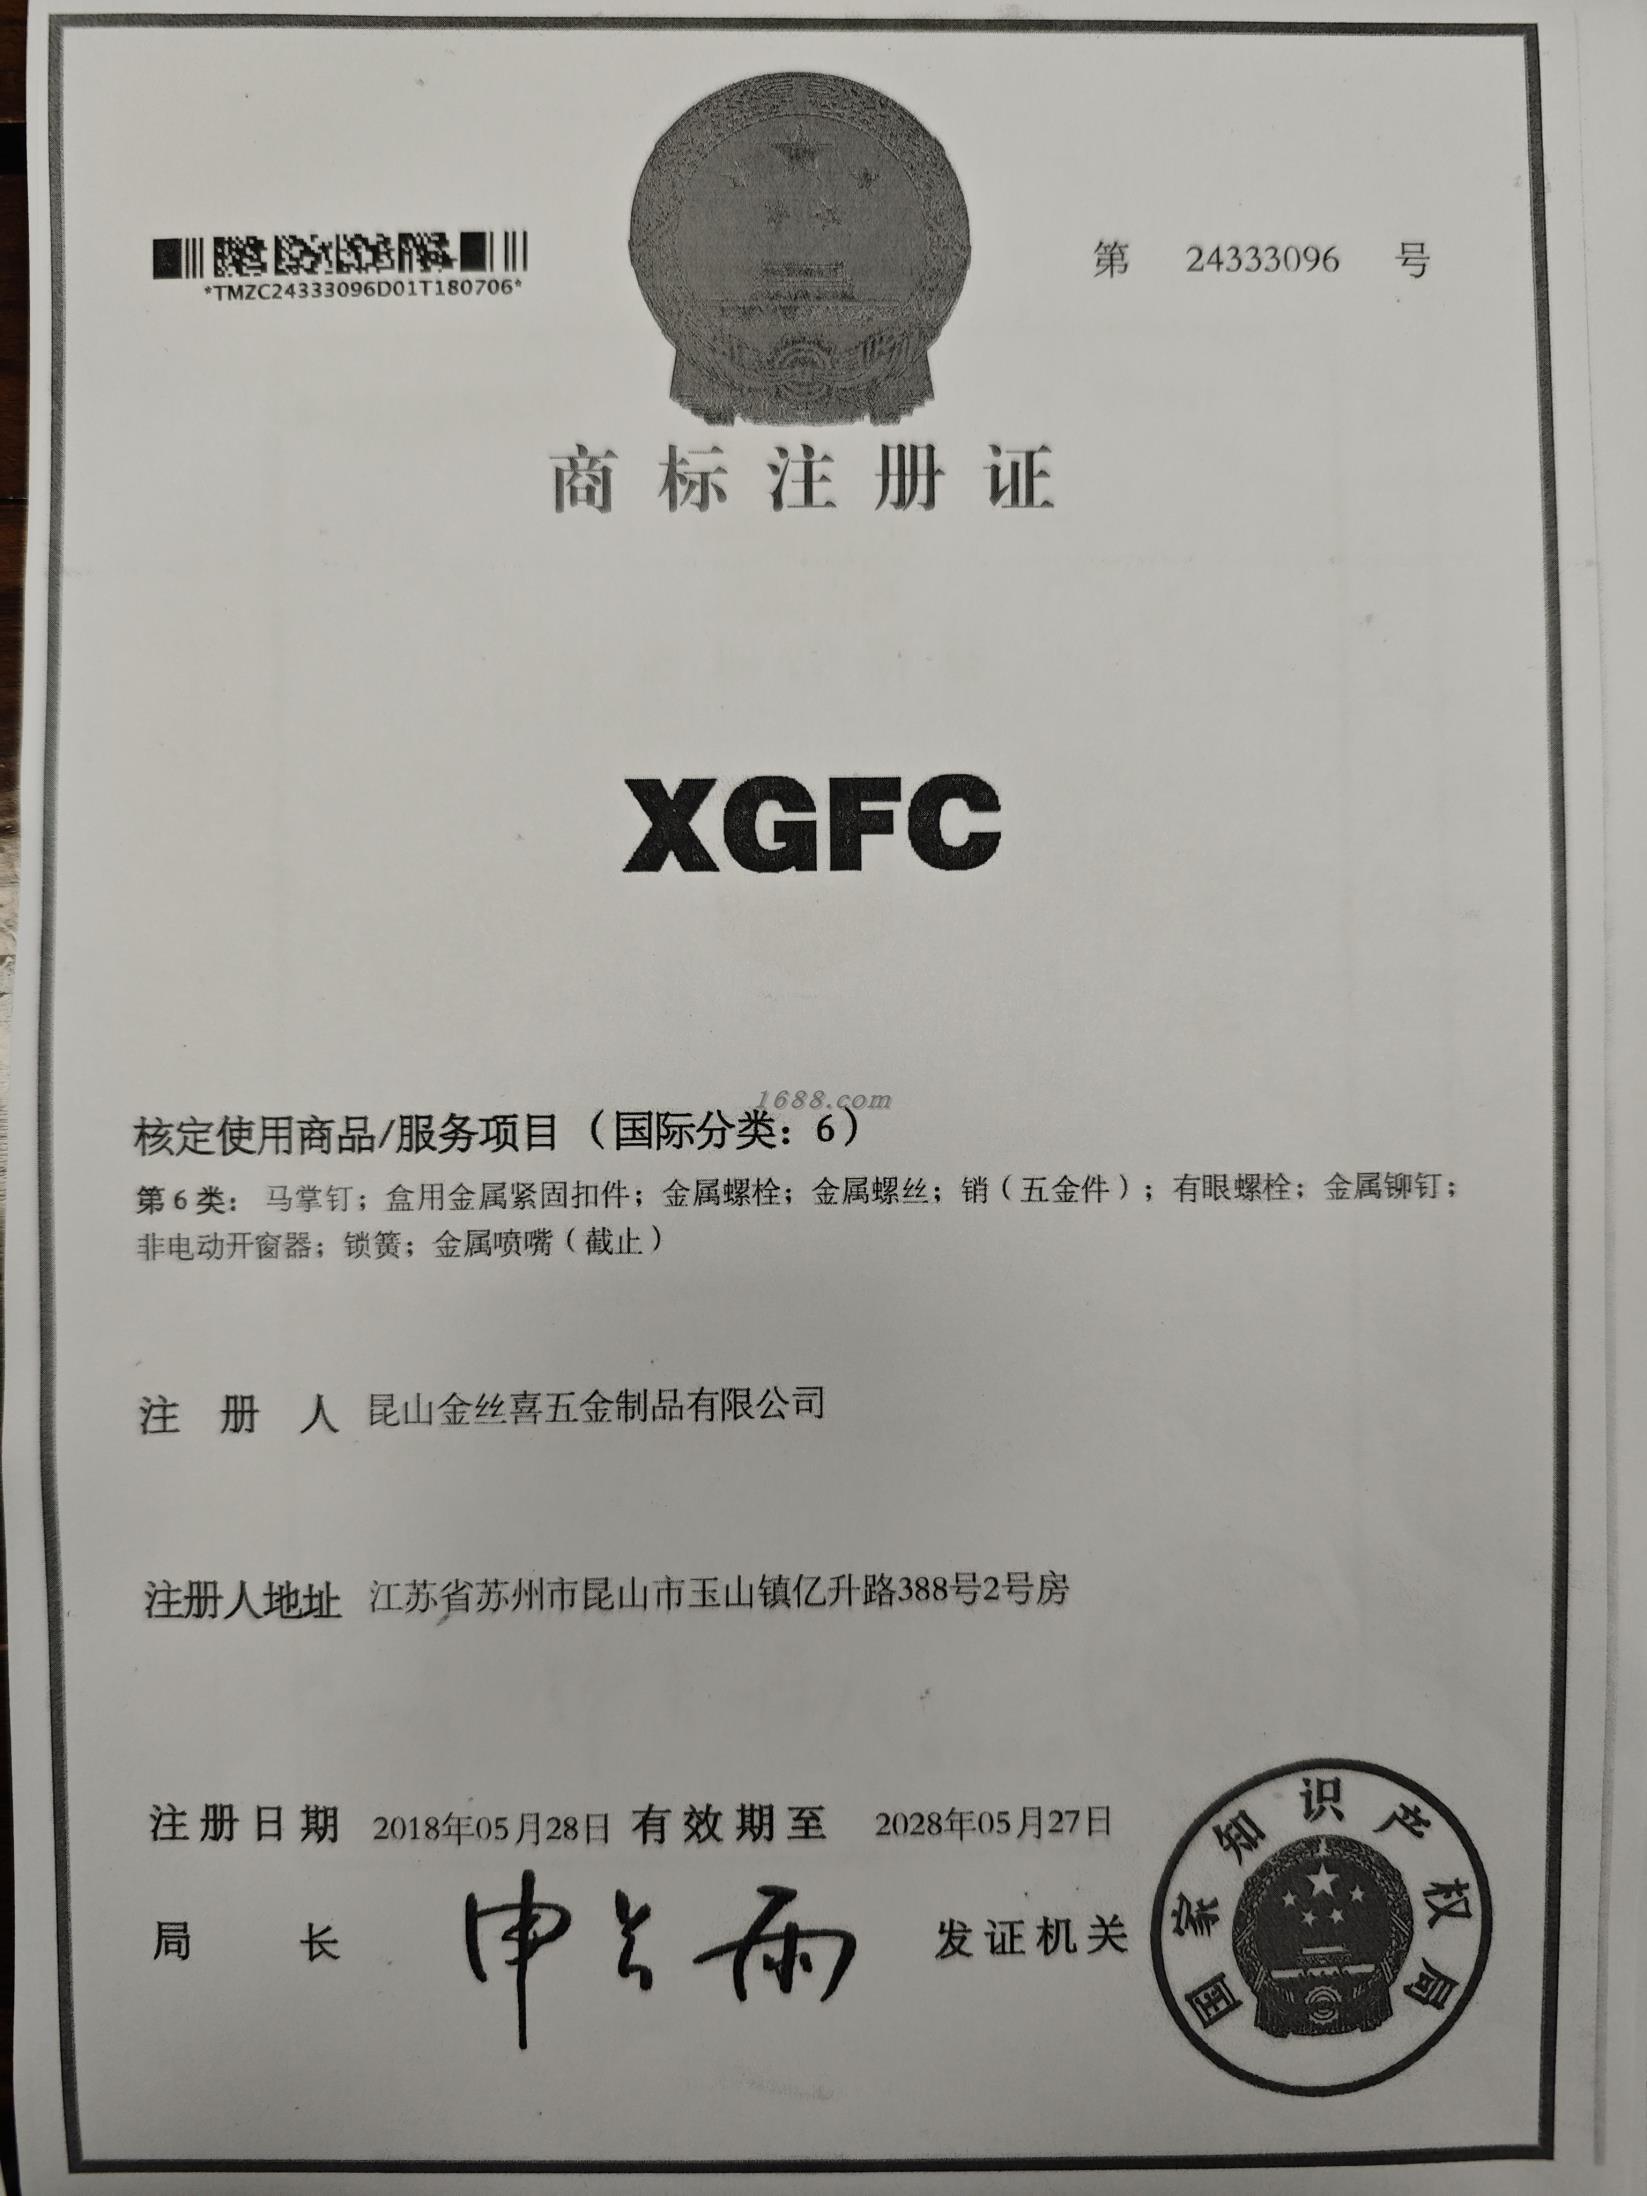 *TMZC24333096D01T180706*
第 24333096 号
商标注册证
XGFC
1688.com
核定使用商品/服务项目（国际分类：6）
第6类：马掌钉；盒用金属紧固扣件；金属螺栓；金属螺丝；销（五金件）；有眼螺栓；金属铆钉；
非电动开窗器；锁簧；金属喷嘴（截止）
注册人 昆山金丝喜五金制品有限公司
注册人地址 江苏省苏州市昆山市玉山镇亿升路388号2号房
注册日期 2018年05月28日 有效期至 2028年05月27日
局长 申长雨 发证机关
国家知识产权局